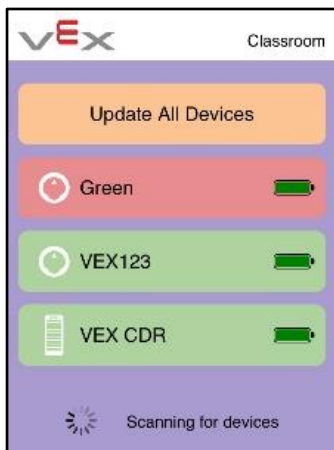 VEX
Classroom
Update All Devices
Green
VEX123
VEX CDR
Scanning for devices